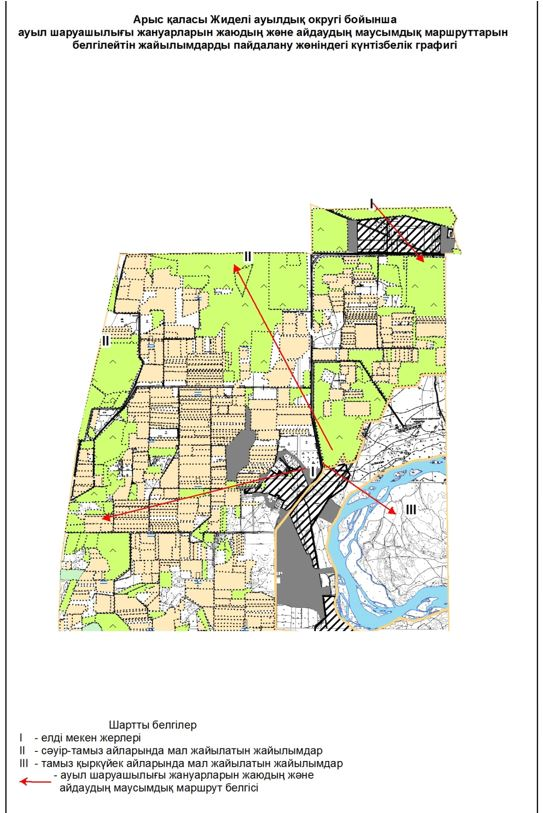 Арыс қаласы Жиделі ауылдық округі бойынша
ауыл шаруашылығы жануарларын жаюдың және айдаудың маусымдық маршруттарын
белгілейтін жайылымдарды пайдалану жөніндегі күнтізбелік графигі
I
II
II
I
III
Шартты белгілер
I - елді мекен жерлері
II - сәуір-тамыз айларында мал жайылатын жайылымдар
III - тамыз қыркүйек айларында мал жайылатын жайылымдар
- ауыл шаруашылығы жануарларын жаюдың және
айдаудың маусымдық маршрут белгісі